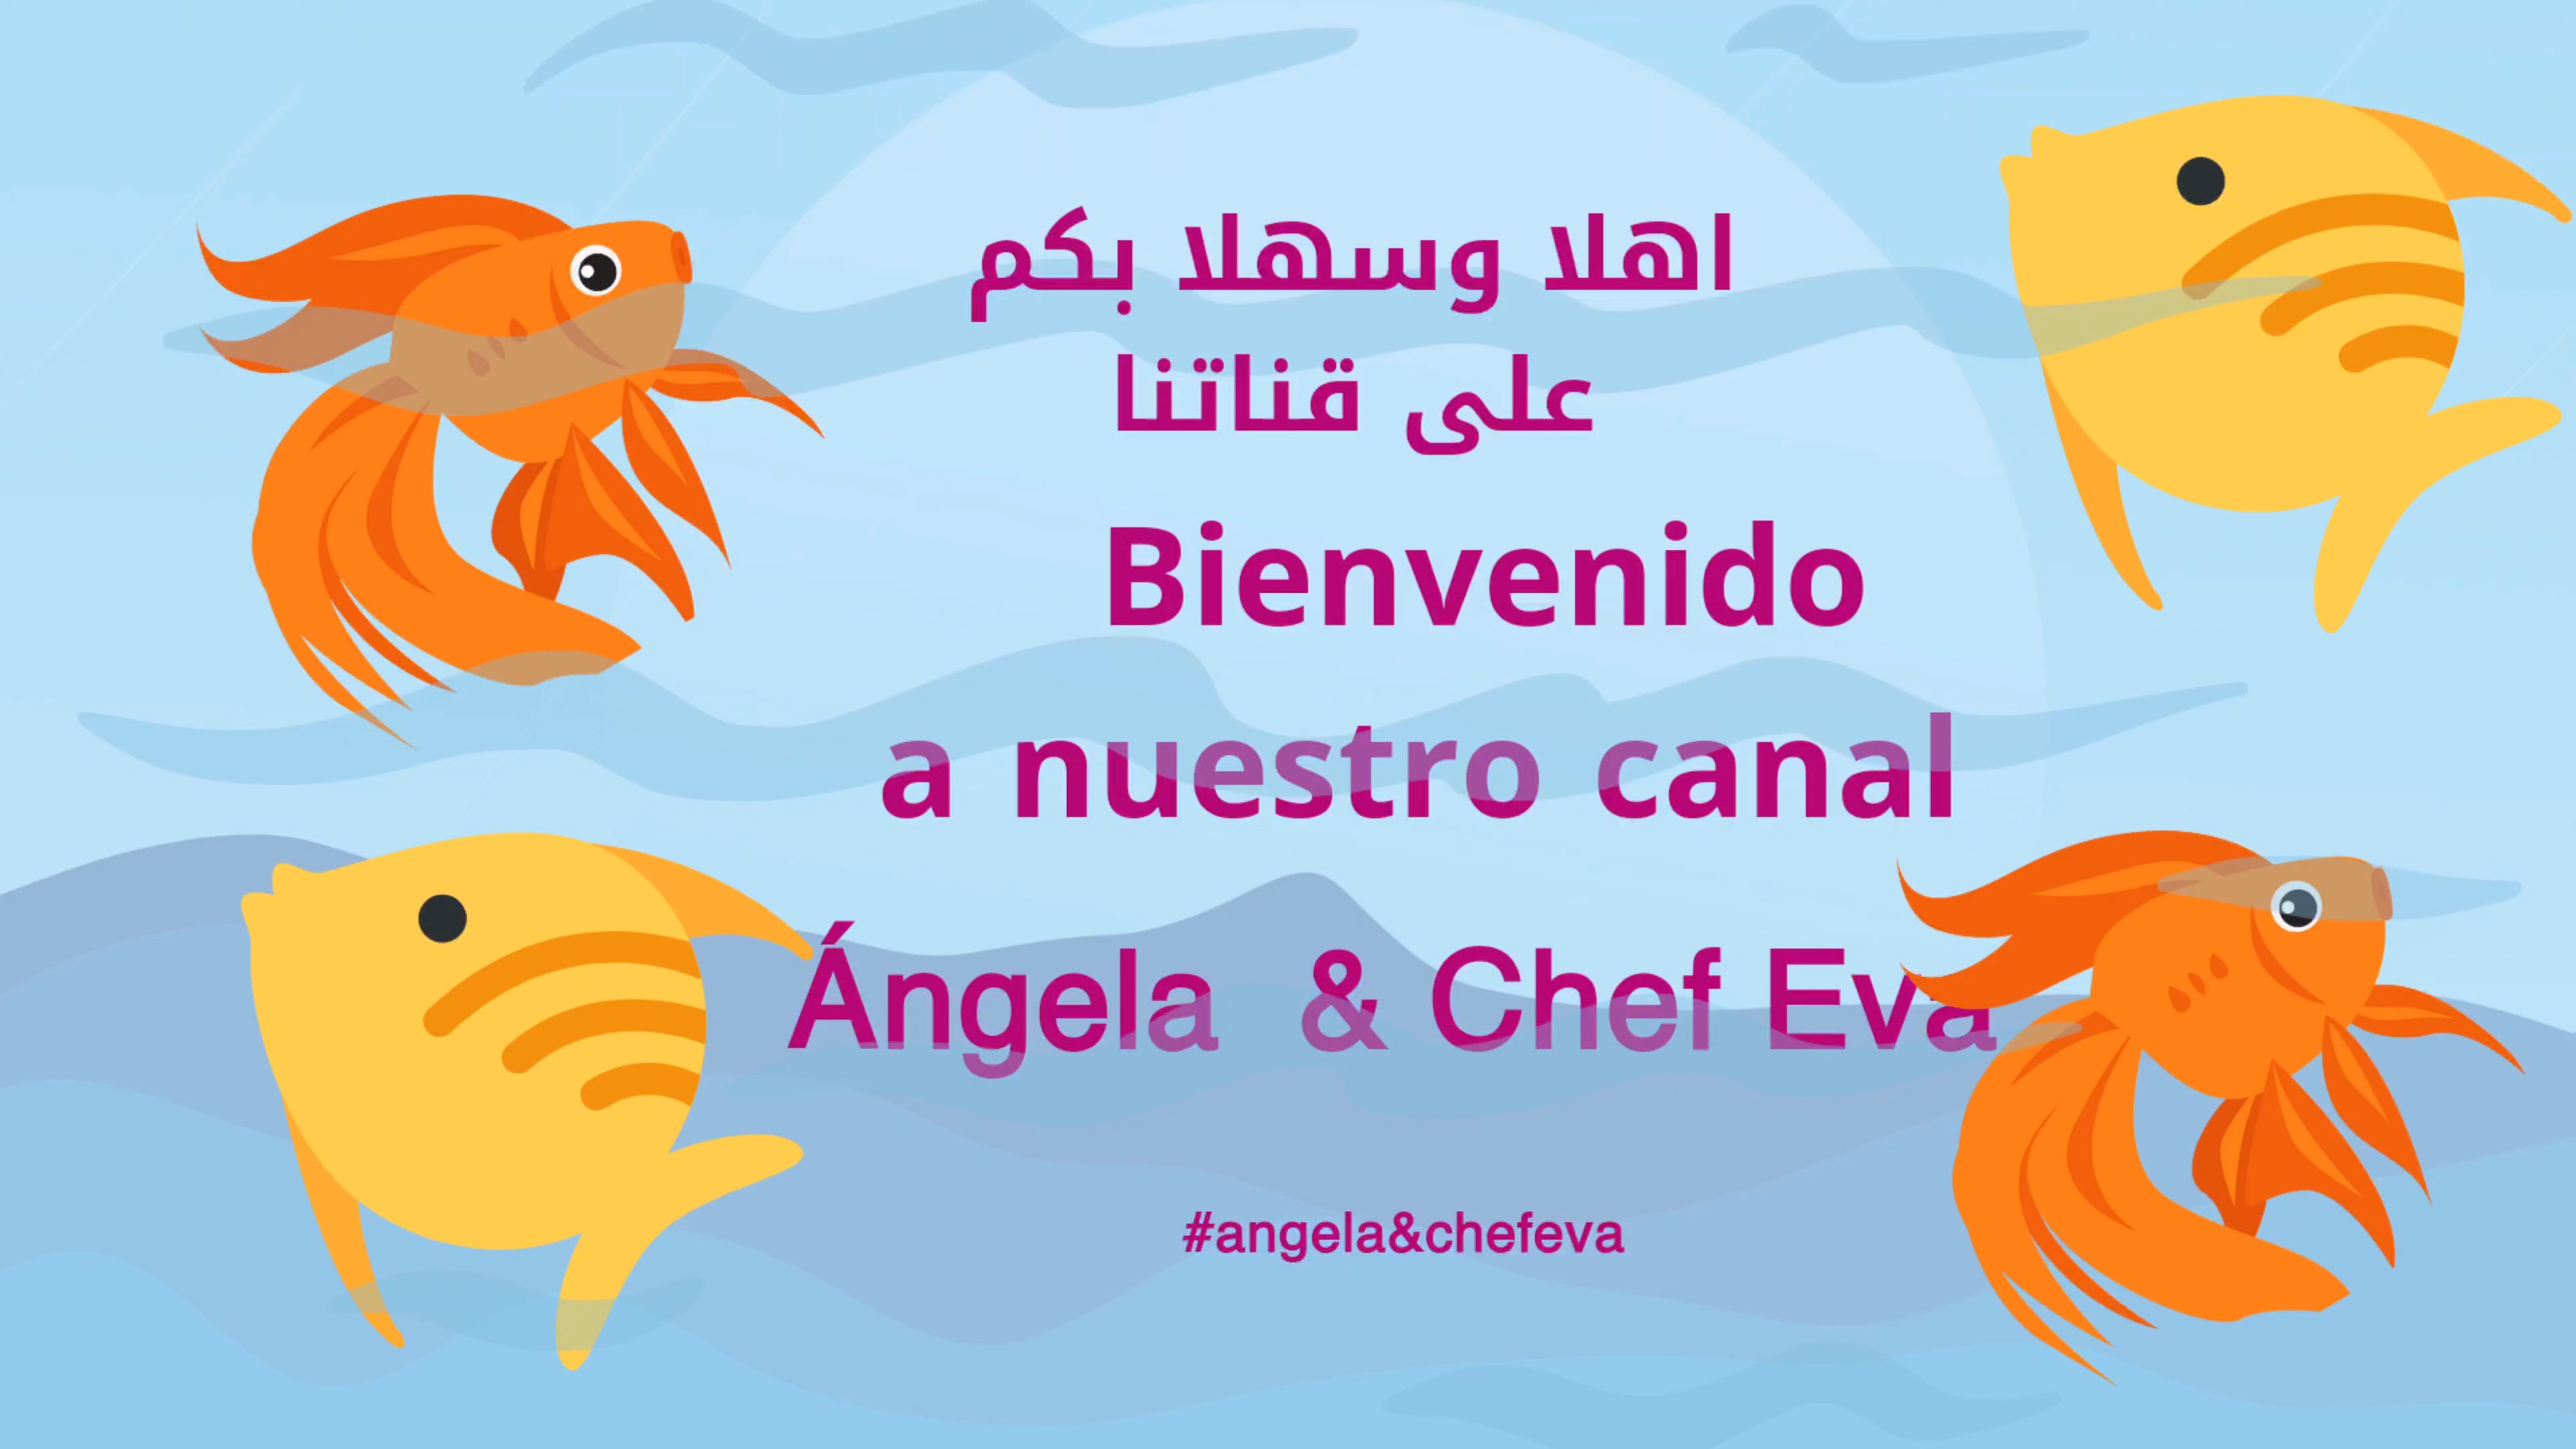 اهلا وسهلا بكم
على قناتنا
Bienvenido
a nuestro canal
Ángela & Chef Eva
#angela&chefeva